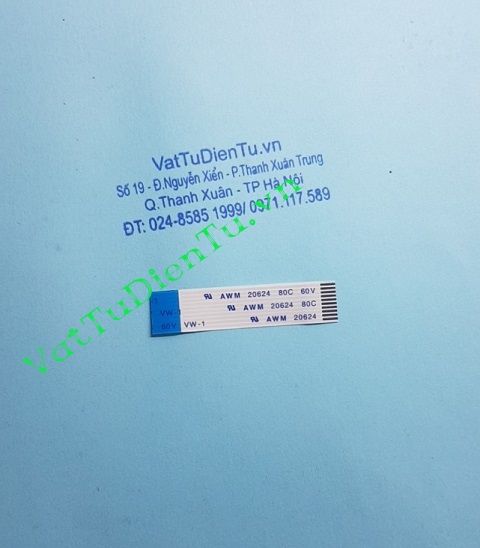 VatTuDienTu.vn
Số 19 - Đ.Nguyễn Xiển - P.Thanh Xuân Trung
Q.Thanh Xuân - TP Hà Nội
ĐT: 024-8585 1999/ 0971.117.589
VatTuDienTu.vn
AWM 20624 80C 60V
VW-1 AWM 20624 80C
60V VW-1 AWM 20624